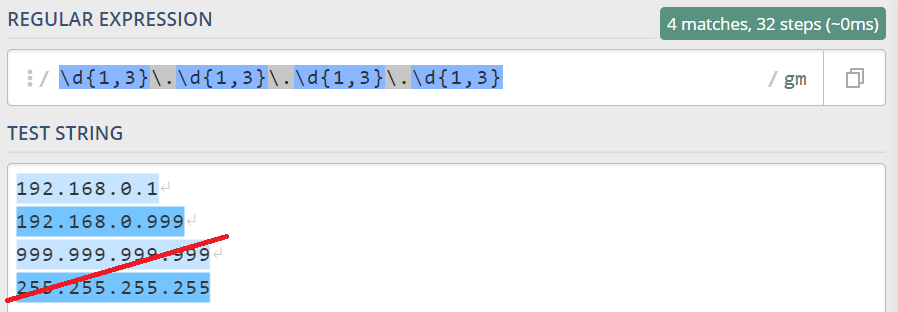 REGULAR EXPRESSION
4 matches, 32 steps (~0ms)
/ \d{1,3}\.\d{1,3}\.\d{1,3}\.\d{1,3} / gm
TEST STRING
192.168.0.1
192.168.0.999
999.999.999.999
255.255.255.255